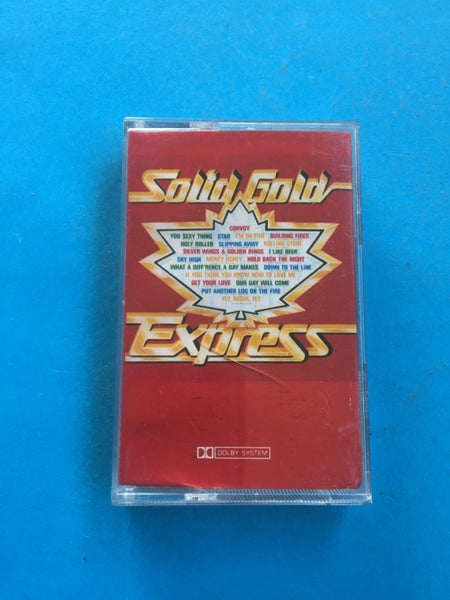 Solid Gold
CONVOY
YOU SEXY THING STAR I'M ON FIRE BUILDING FIRES
HOLY ROLLER SLIPPING AWAY ROLLING STONE
SILVER WINGS & GOLDEN RINGS I LIKE BEER
SKY HIGH MONEY HONEY HOLD BACK THE NIGHT
WHAT A DIFF'RENCE A DAY MAKES DOWN TO THE LINE
IF YOU THINK YOU KNOW HOW TO LOVE ME
GET YOUR LOVE OUR DAY WILL COME
PUT ANOTHER LOG ON THE FIRE
FLY, ROBIN, FLY
Express
DOLBY SYSTEM